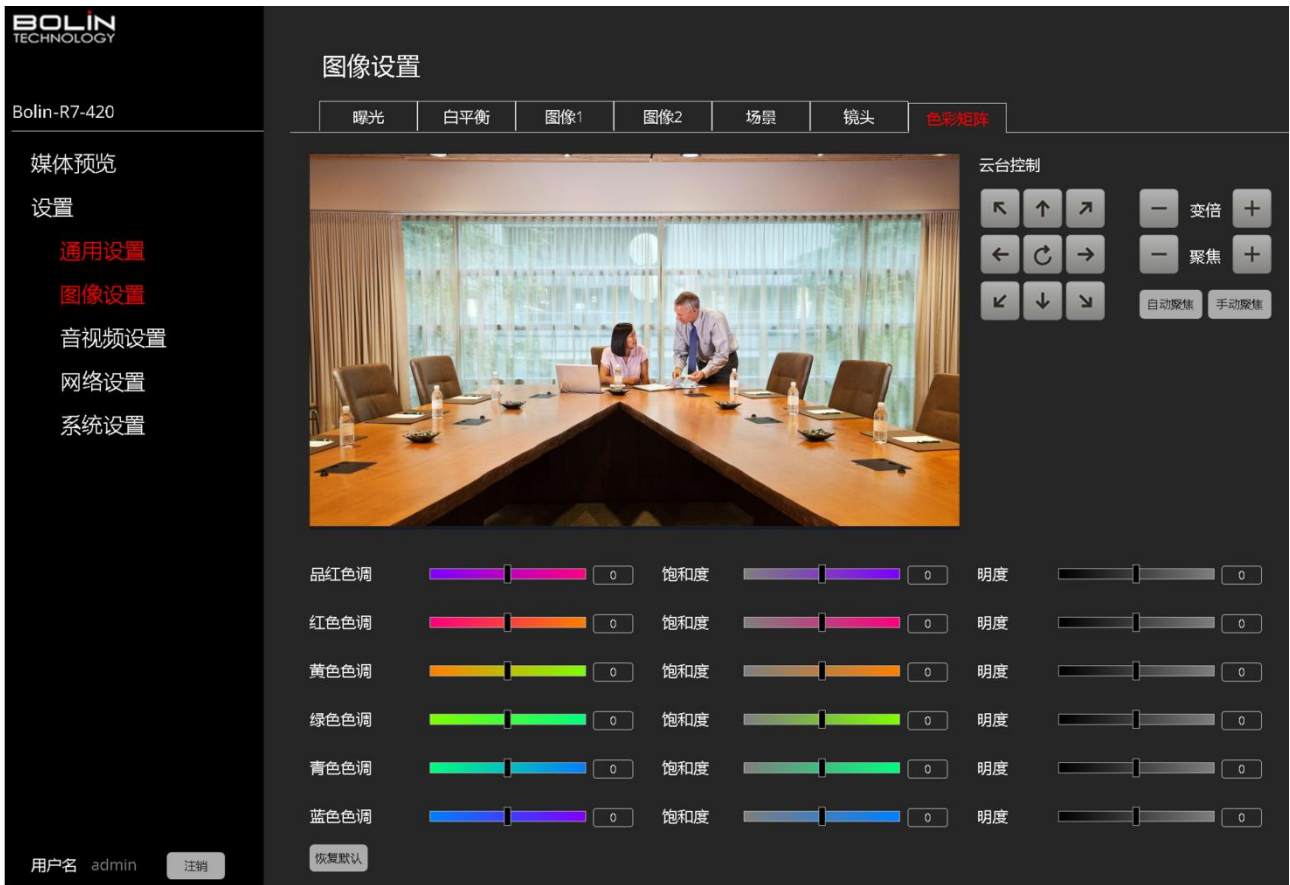 BOLIN
TECHNOLOGY
Bolin-R7-420
媒体预览
设置
通用设置
图像设置
音视频设置
网络设置
系统设置
用户名 admin 注销
图像设置
曝光 白平衡 图像1 图像2 场景 镜头 色彩矩阵
云台控制
变倍
聚焦
自动聚焦 手动聚焦
品红色调 0 饱和度 0 明度 0
红色色调 0 饱和度 0 明度 0
黄色色调 0 饱和度 0 明度 0
绿色色调 0 饱和度 0 明度 0
青色色调 0 饱和度 0 明度 0
蓝色色调 0 饱和度 0 明度 0
恢复默认